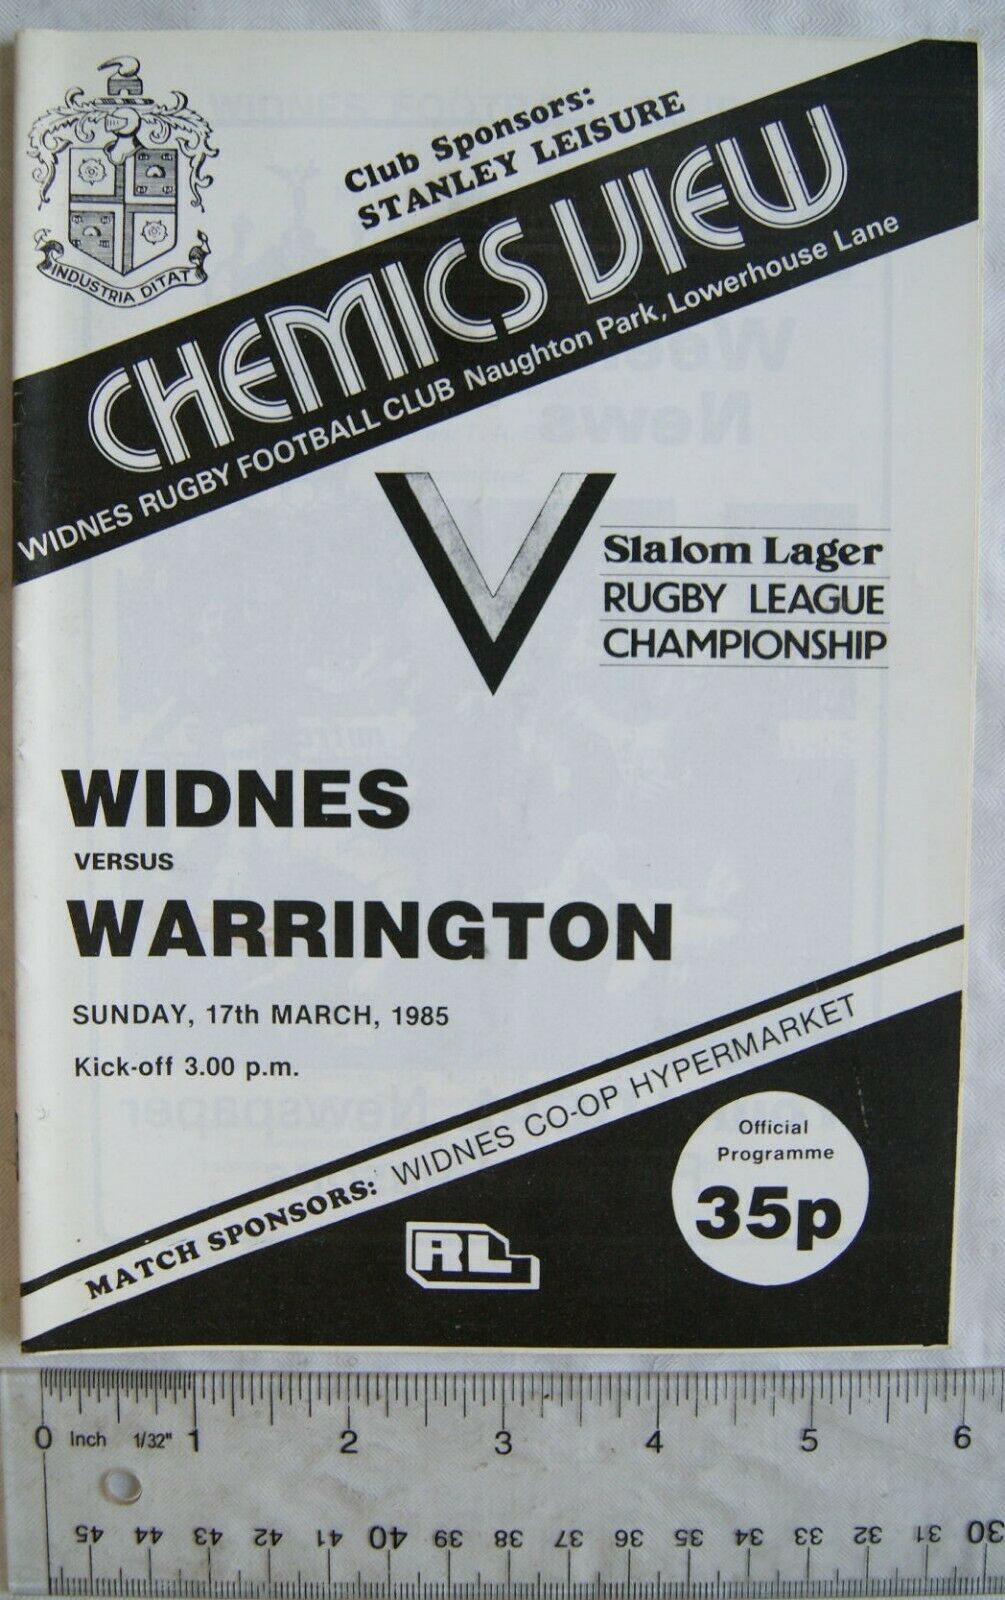 INDUSTRIA DITAT
Club Sponsors:
STANLEY LEISURE
CHEMICS VIEW
WIDNES RUGBY FOOTBALL CLUB Naughton Park, Lowerhouse Lane
Slalom Lager
RUGBY LEAGUE
CHAMPIONSHIP
WIDNES
VERSUS
WARRINGTON
SUNDAY, 17th MARCH, 1985
Kick-off 3.00 p.m.
MATCH SPONSORS: WIDNES CO-OP HYPERMARKET
Official
Programme
35p
RL
0 Inch 1/32" 1 2 3 4 5 6
45 44 43 42 41 40 39 38 37 36 35 34 33 32 31 30